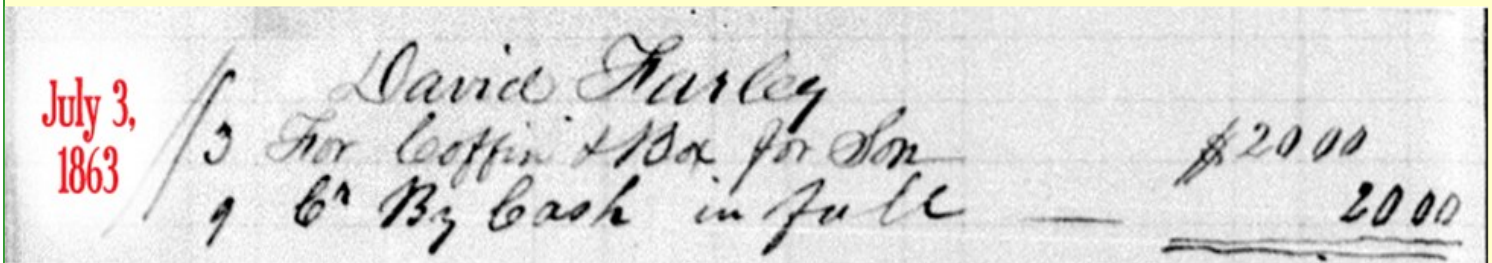 July 3,
1863
David Farley
3 For Coffin & Box for Son $20 00
9 Cr By Cash in full — 20 00